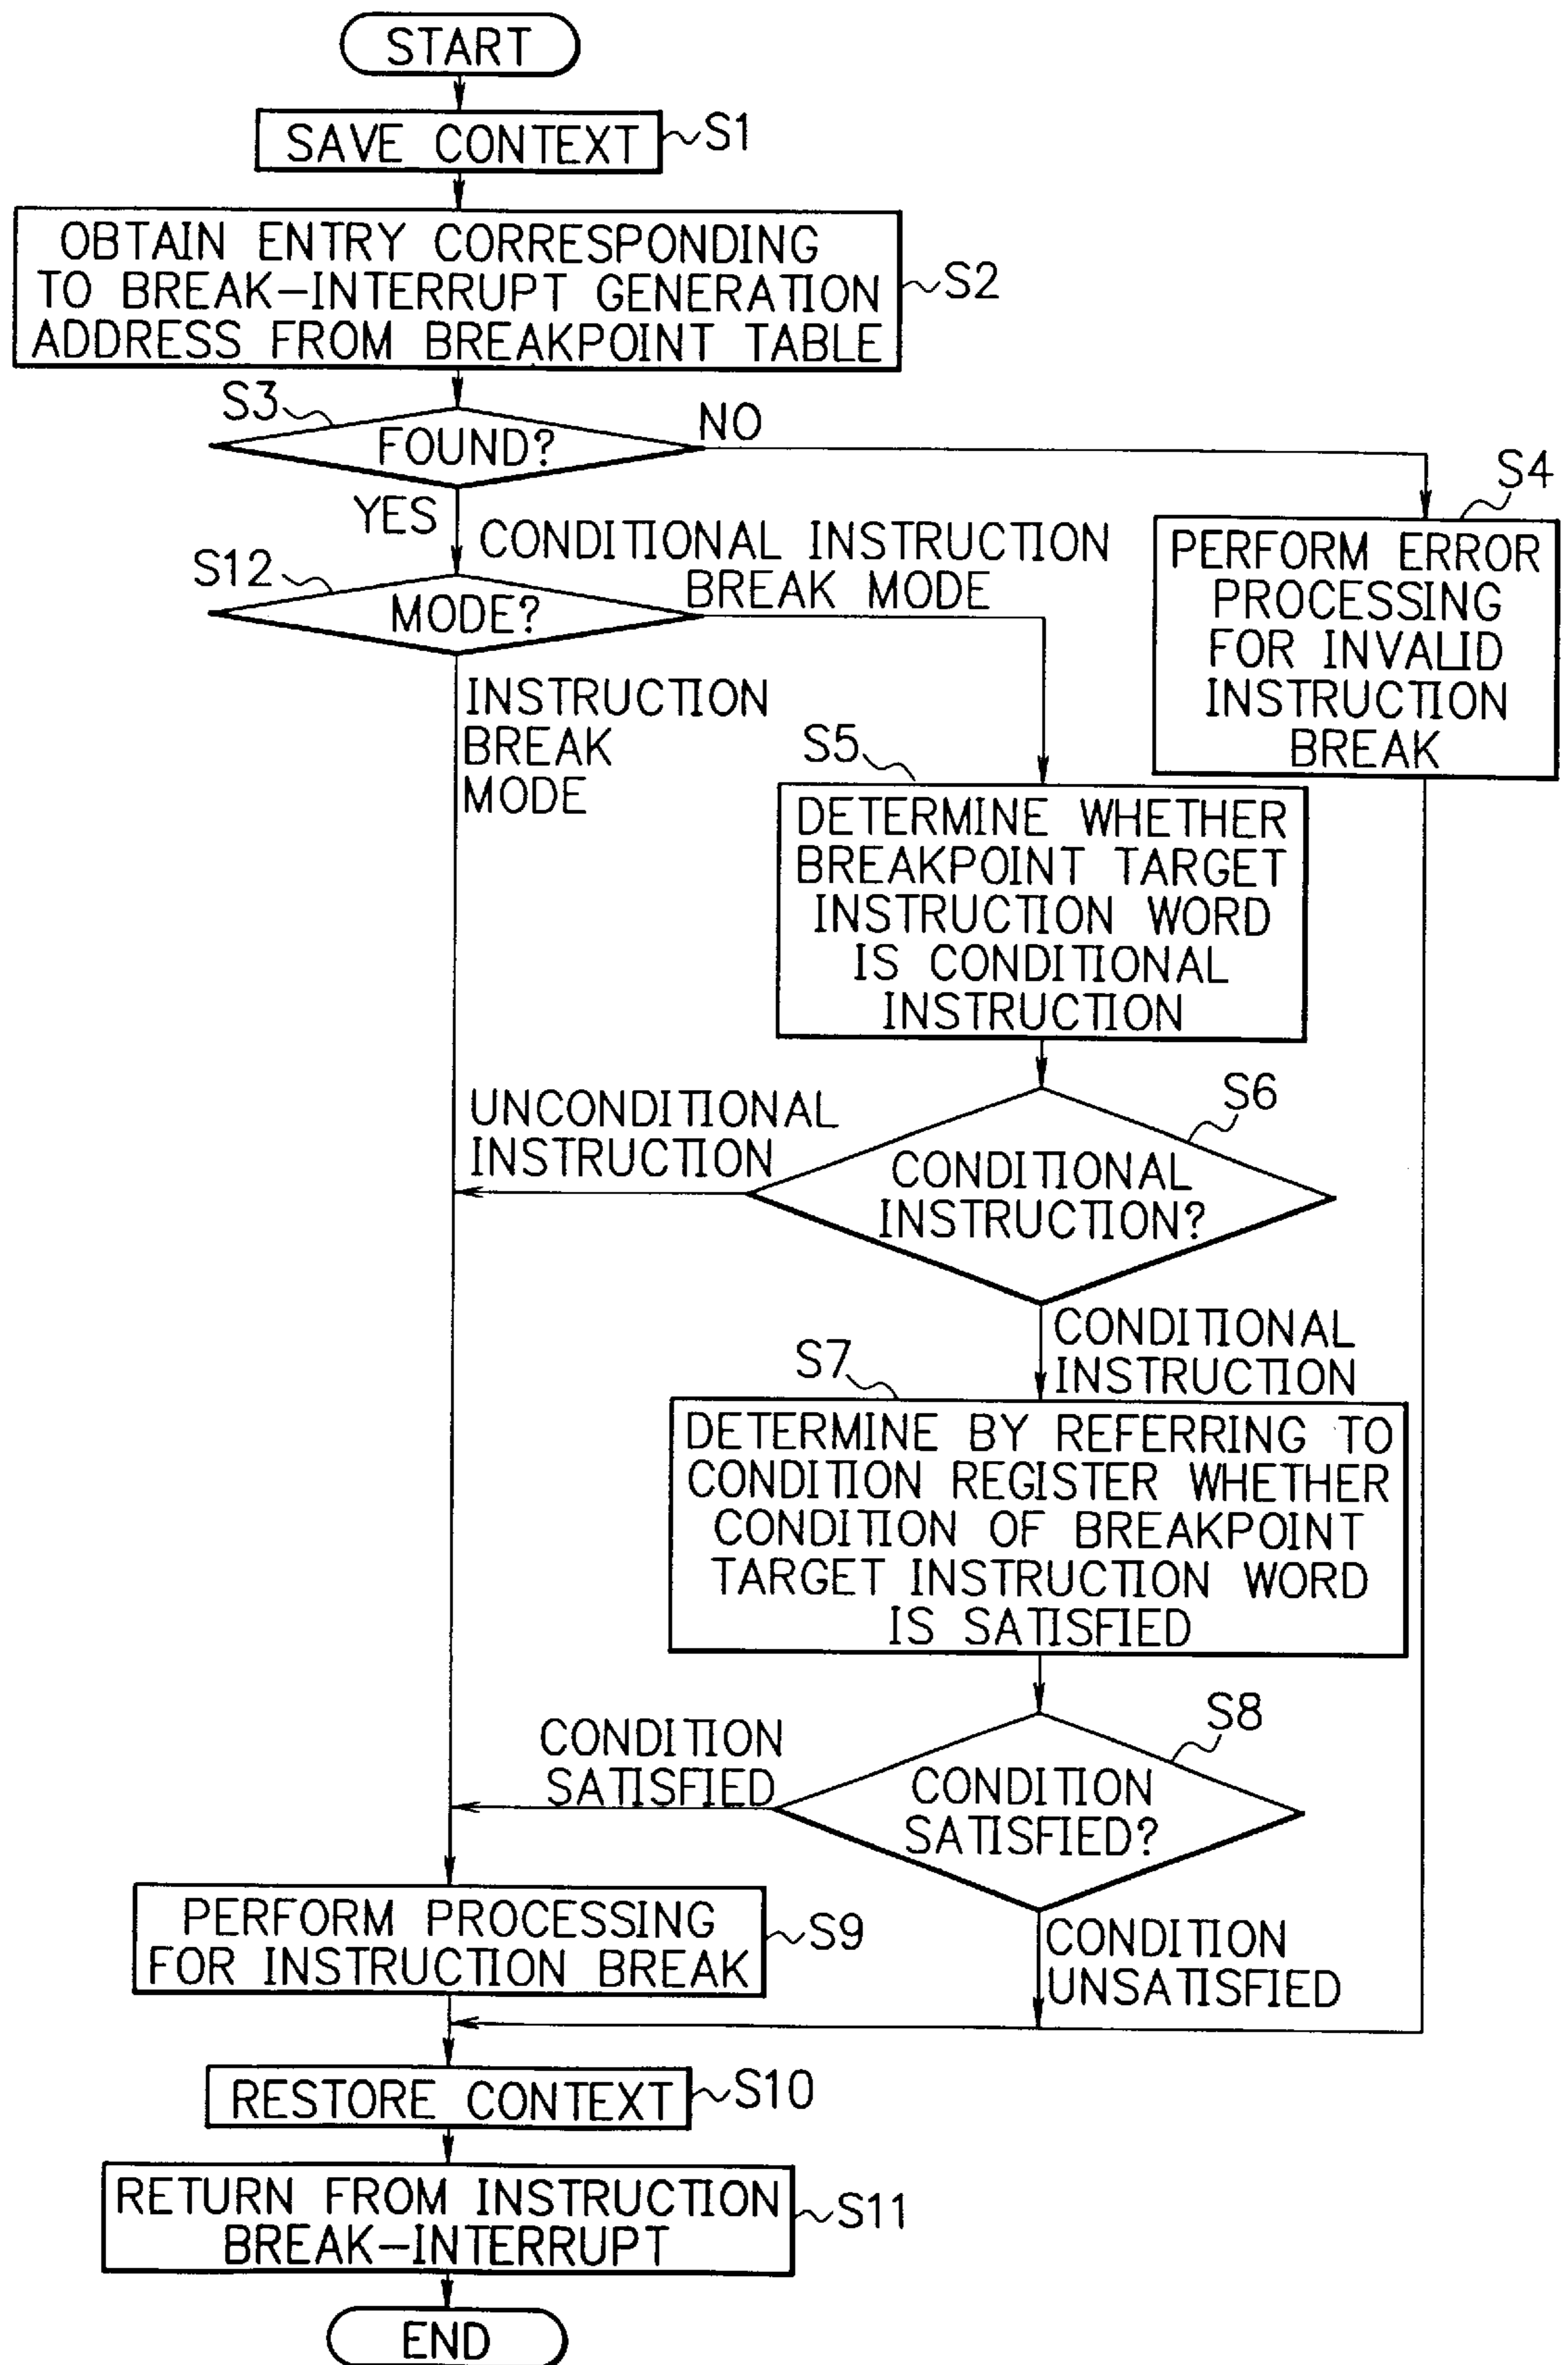 START
SAVE CONTEXT
S1
OBTAIN ENTRY CORRESPONDING
TO BREAK-INTERRUPT GENERATION
ADDRESS FROM BREAKPOINT TABLE
S2
S3
FOUND?
NO
YES
S4
PERFORM ERROR
PROCESSING
FOR INVALID
INSTRUCTION
BREAK
S12
MODE?
CONDITIONAL INSTRUCTION
BREAK MODE
INSTRUCTION
BREAK
MODE
S5
DETERMINE WHETHER
BREAKPOINT TARGET
INSTRUCTION WORD
IS CONDITIONAL
INSTRUCTION
S6
CONDITIONAL
INSTRUCTION?
UNCONDITIONAL
INSTRUCTION
CONDITIONAL
INSTRUCTION
S7
DETERMINE BY REFERRING TO
CONDITION REGISTER WHETHER
CONDITION OF BREAKPOINT
TARGET INSTRUCTION WORD
IS SATISFIED
S8
CONDITION
SATISFIED?
CONDITION
SATISFIED
CONDITION
UNSATISFIED
PERFORM PROCESSING
FOR INSTRUCTION BREAK
S9
RESTORE CONTEXT
S10
RETURN FROM INSTRUCTION
BREAK-INTERRUPT
S11
END